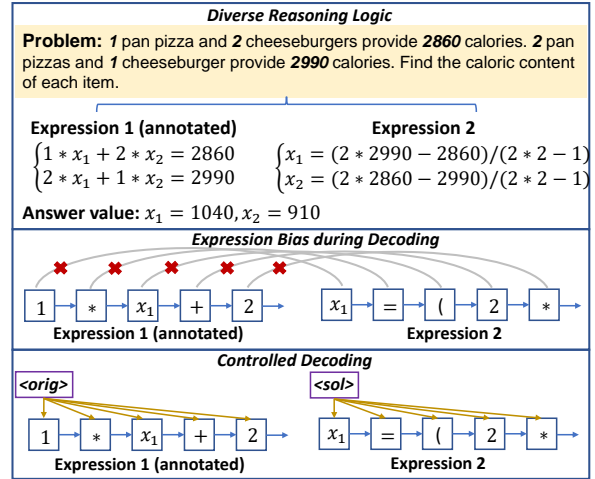 Diverse Reasoning Logic
Problem: 1 pan pizza and 2 cheeseburgers provide 2860 calories. 2 pan
pizzas and 1 cheeseburger provide 2990 calories. Find the caloric content
of each item.
Expression 1 (annotated)
Expression 2
{1 ∗ x₁ + 2 ∗ x₂ = 2860
2 ∗ x₁ + 1 ∗ x₂ = 2990
{x₁ = (2 ∗ 2990 − 2860)/(2 ∗ 2 − 1)
x₂ = (2 ∗ 2860 − 2990)/(2 ∗ 2 − 1)
Answer value: x₁ = 1040, x₂ = 910
Expression Bias during Decoding
1 ∗ x₁ + 2
x₁ = ( 2 ∗
Expression 1 (annotated)
Expression 2
Controlled Decoding
<orig>
<sol>
1 ∗ x₁ + 2
x₁ = ( 2 ∗
Expression 1 (annotated)
Expression 2